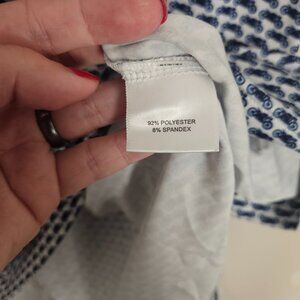 92% POLYESTER
8% SPANDEX